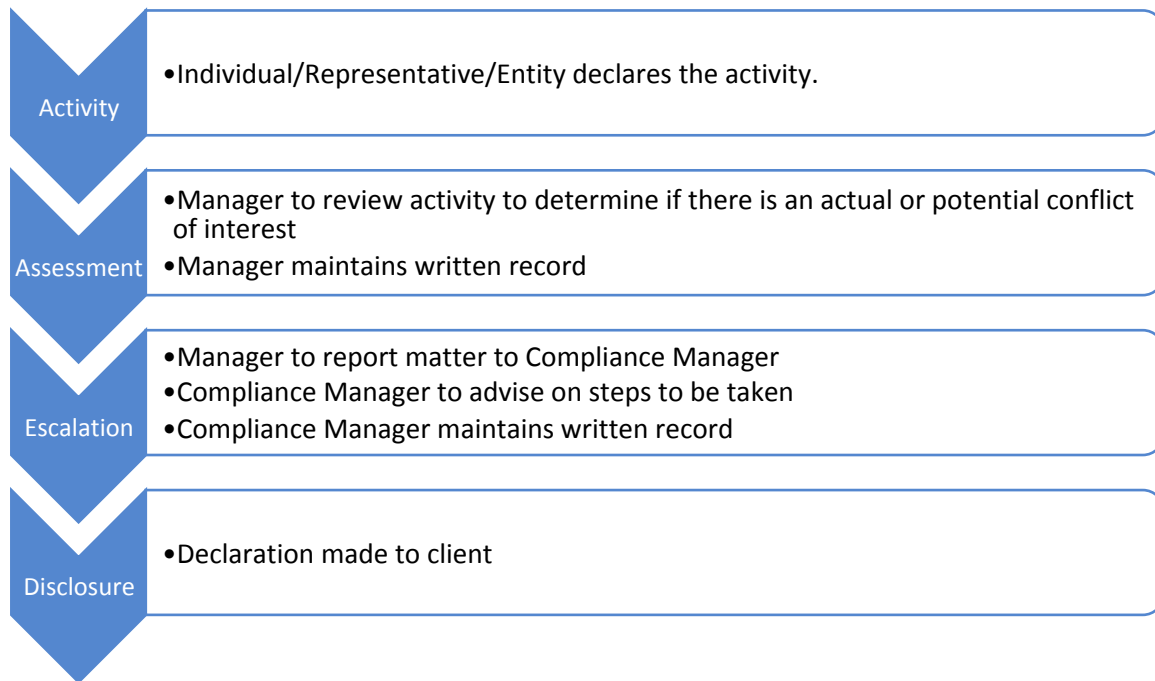 Activity
•Individual/Representative/Entity declares the activity.
Assessment
•Manager to review activity to determine if there is an actual or potential conflict
of interest
•Manager maintains written record
Escalation
•Manager to report matter to Compliance Manager
•Compliance Manager to advise on steps to be taken
•Compliance Manager maintains written record
Disclosure
•Declaration made to client